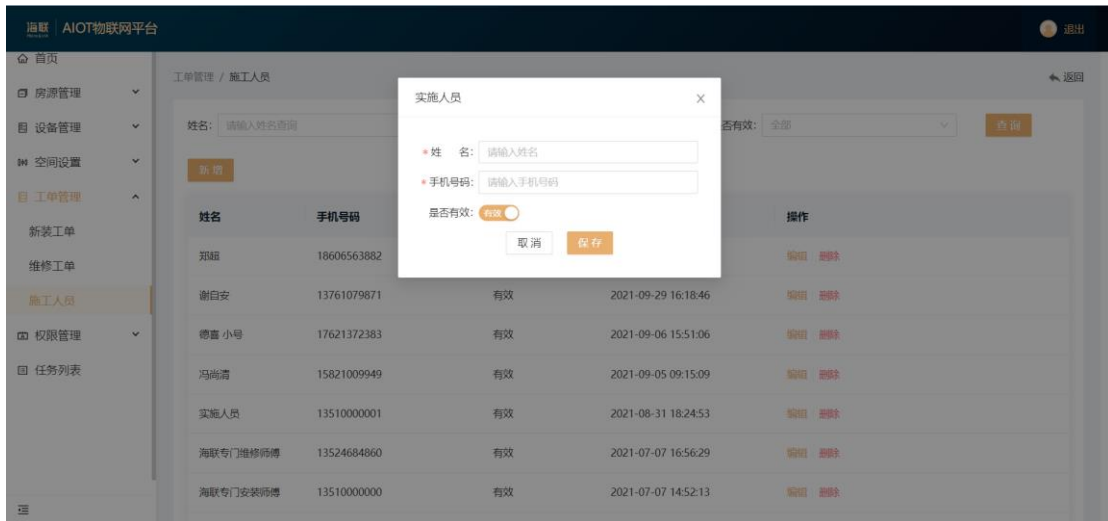 海联 AIOT物联网平台 退出
首页
房源管理
设备管理
空间设置
工单管理
新装工单
维修工单
施工人员
权限管理
任务列表
工单管理 / 施工人员 返回
姓名: 请输入姓名查询 否有效: 全部 查询
新增
实施人员 X
*姓 名: 请输入姓名
*手机号码: 请输入手机号码
是否有效: 有效
取消 保存
姓名 手机号码 操作
郑超 18606563882 编辑 删除
谢自安 13761079871 有效 2021-09-29 16:18:46 编辑 删除
德喜 小号 17621372383 有效 2021-09-06 15:51:06 编辑 删除
冯尚清 15821009949 有效 2021-09-05 09:15:09 编辑 删除
实施人员 13510000001 有效 2021-08-31 18:24:53 编辑 删除
海联专门维修师傅 13524684860 有效 2021-07-07 16:56:29 编辑 删除
海联专门安装师傅 13510000000 有效 2021-07-07 14:52:13 编辑 删除